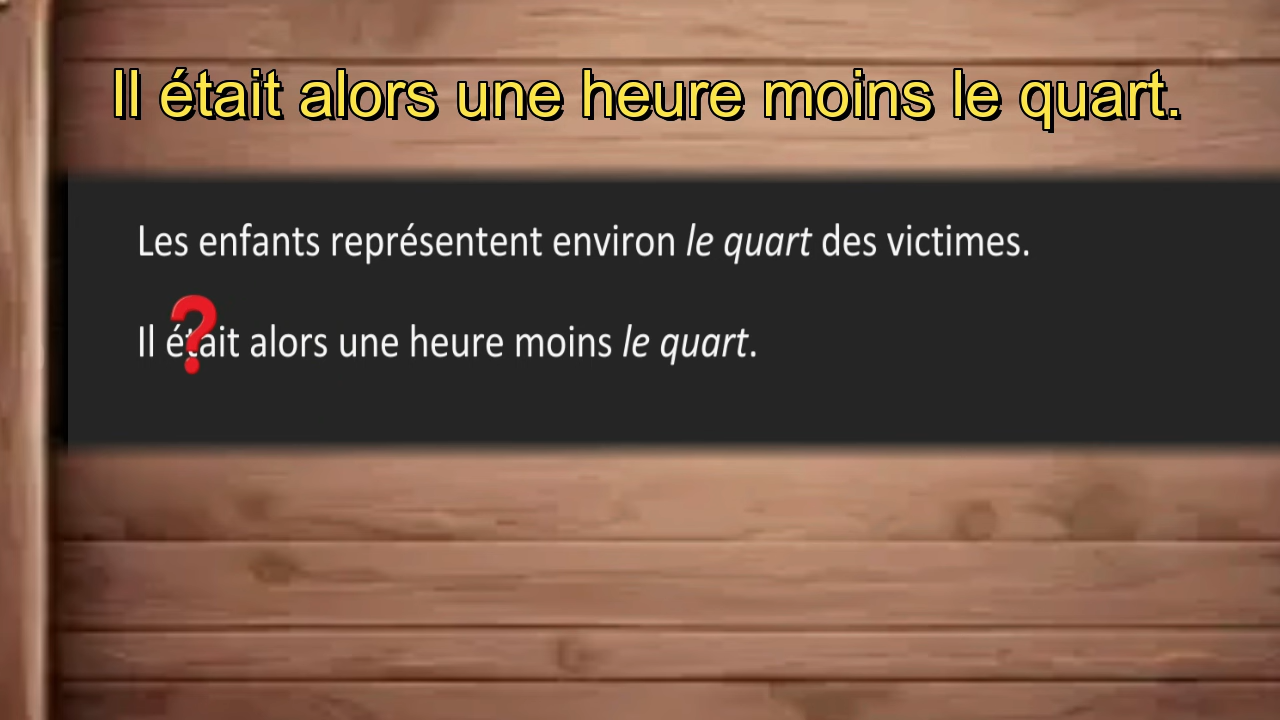 Il était alors une heure moins le quart.
Les enfants représentent environ le quart des victimes.
Il était alors une heure moins le quart.